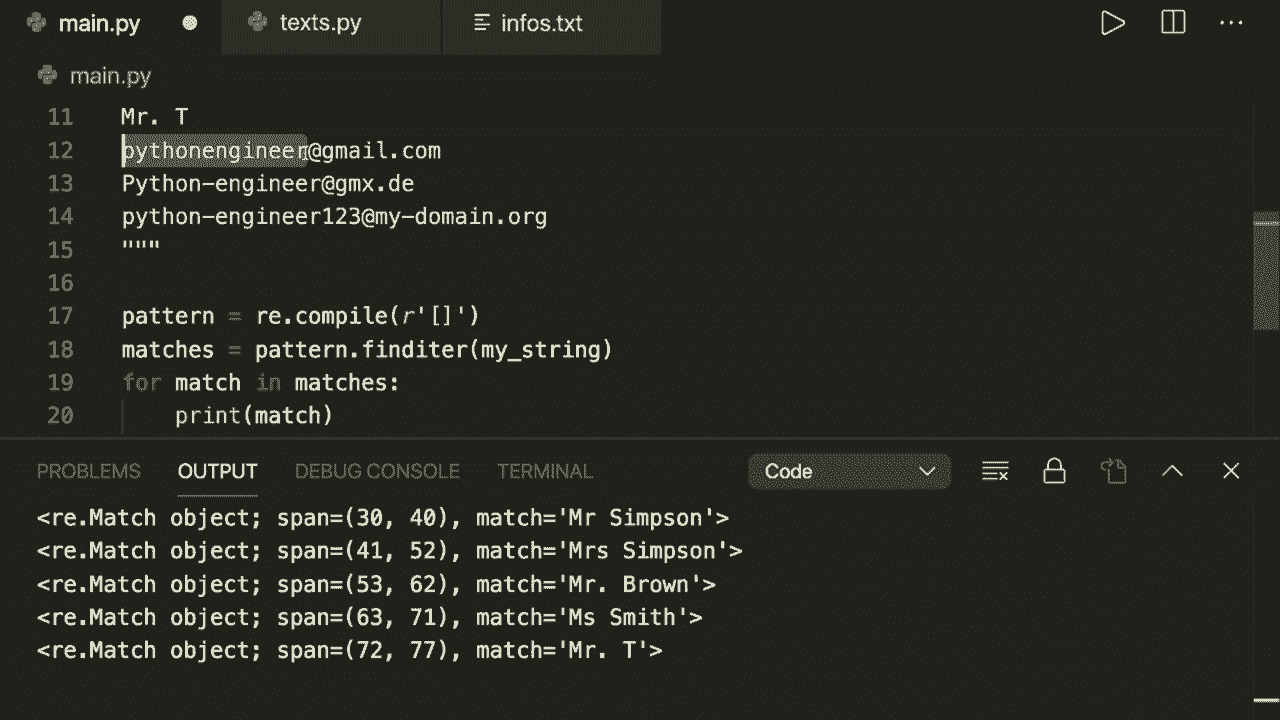 main.py texts.py infos.txt ...
main.py
11 Mr. T
12 pythonengineer@gmail.com
13 Python-engineer@gmx.de
14 python-engineer123@my-domain.org
15 """
16
17 pattern = re.compile(r'[]')
18 matches = pattern.finditer(my_string)
19 for match in matches:
20     print(match)
PROBLEMS OUTPUT DEBUG CONSOLE TERMINAL Code
<re.Match object; span=(30, 40), match='Mr Simpson'>
<re.Match object; span=(41, 52), match='Mrs Simpson'>
<re.Match object; span=(53, 62), match='Mr. Brown'>
<re.Match object; span=(63, 71), match='Ms Smith'>
<re.Match object; span=(72, 77), match='Mr. T'>